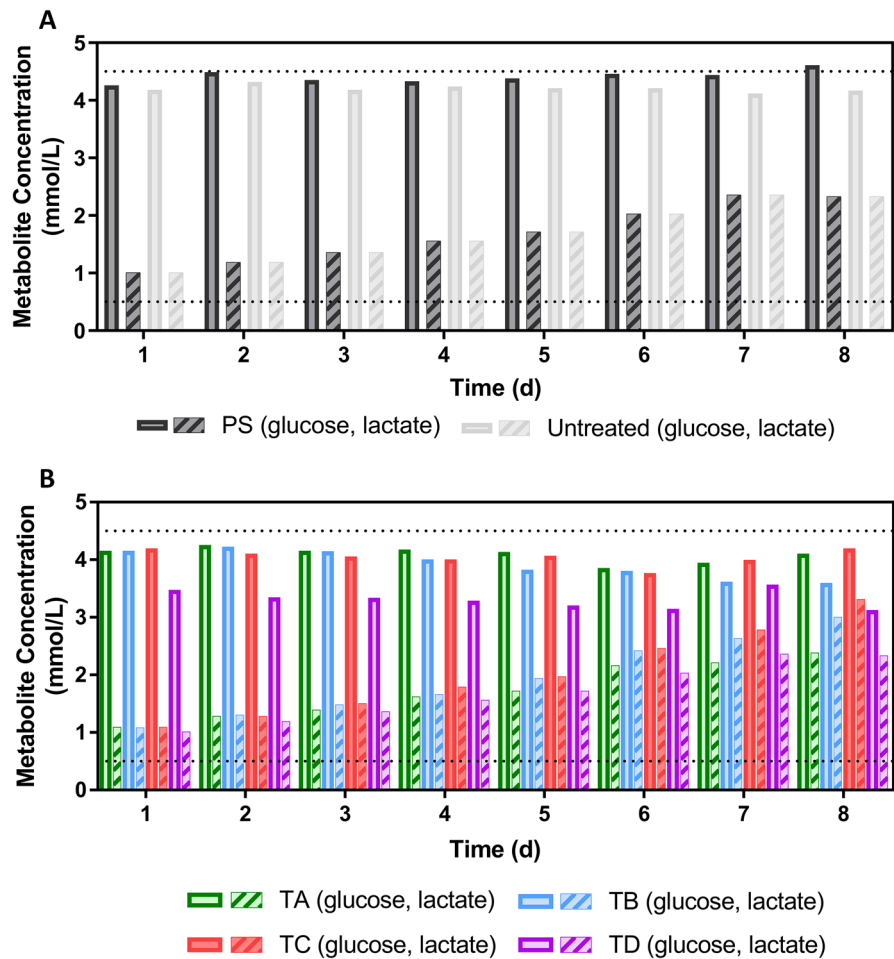 A
Metabolite Concentration
(mmol/L)
5
4
3
2
1
0
1 2 3 4 5 6 7 8
Time (d)
PS (glucose, lactate) Untreated (glucose, lactate)
B
Metabolite Concentration
(mmol/L)
5
4
3
2
1
0
1 2 3 4 5 6 7 8
Time (d)
TA (glucose, lactate) TB (glucose, lactate)
TC (glucose, lactate) TD (glucose, lactate)